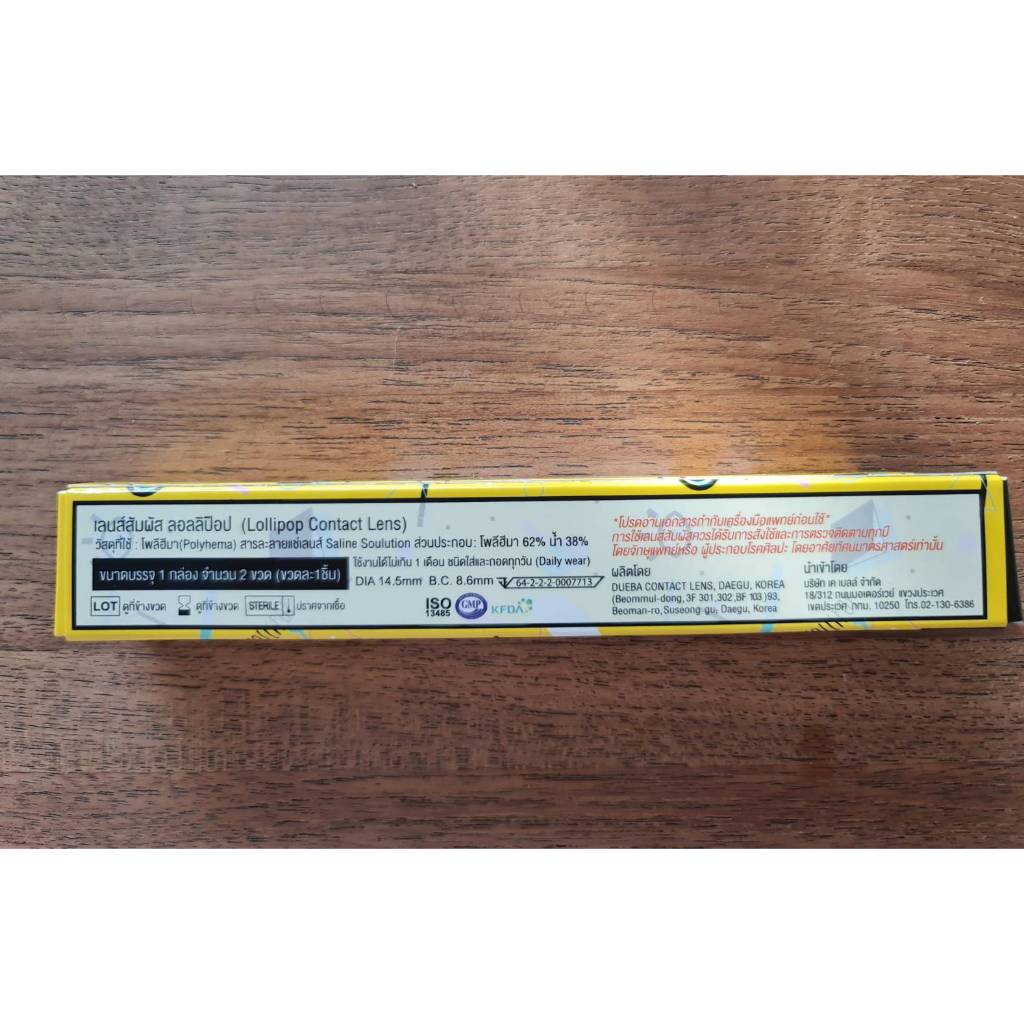 เลนส์สัมผัส ลอลลิป๊อป (Lollipop Contact Lens)
วัสดุที่ใช้ : โพลีฮีมา(Polyhema) สารละลายแช่เลนส์ Saline Soulution ส่วนประกอบ: โพลีฮีมา 62% น้ำ 38%
ขนาดบรรจุ 1 กล่อง จำนวน 2 ขวด (ขวดละ1ชิ้น)
ใช้งานได้ไม่เกิน 1 เดือน ชนิดใส่และถอดทุกวัน (Daily wear)
DIA 14.5mm B.C. 8.6mm 64-2-2-2-0007713
LOT ดูที่ข้างขวด ดูที่ข้างขวด STERILE ปราศจากเชื้อ
ISO 13485 GMP KFDA
*โปรดอ่านเอกสารกำกับเครื่องมือแพทย์ก่อนใช้*
การใช้เลนส์สัมผัสควรได้รับการสั่งใช้และการตรวจติดตามทุกปี
โดยจักษุแพทย์หรือ ผู้ประกอบโรคศิลปะ โดยอาศัยทัศนมาตรศาสตร์เท่านั้น
ผลิตโดย
DUEBA CONTACT LENS, DAEGU, KOREA
(Beommul-dong, 3F 301,302,BF 103 )93,
Beoman-ro, Suseong-gu, Daegu, Korea
นำเข้าโดย
บริษัท เค เมลล์ จำกัด
18/312 ถนนมอเตอร์เวย์ แขวงประเวศ
เขตประเวศ กทม. 10250 โทร.02-130-6386